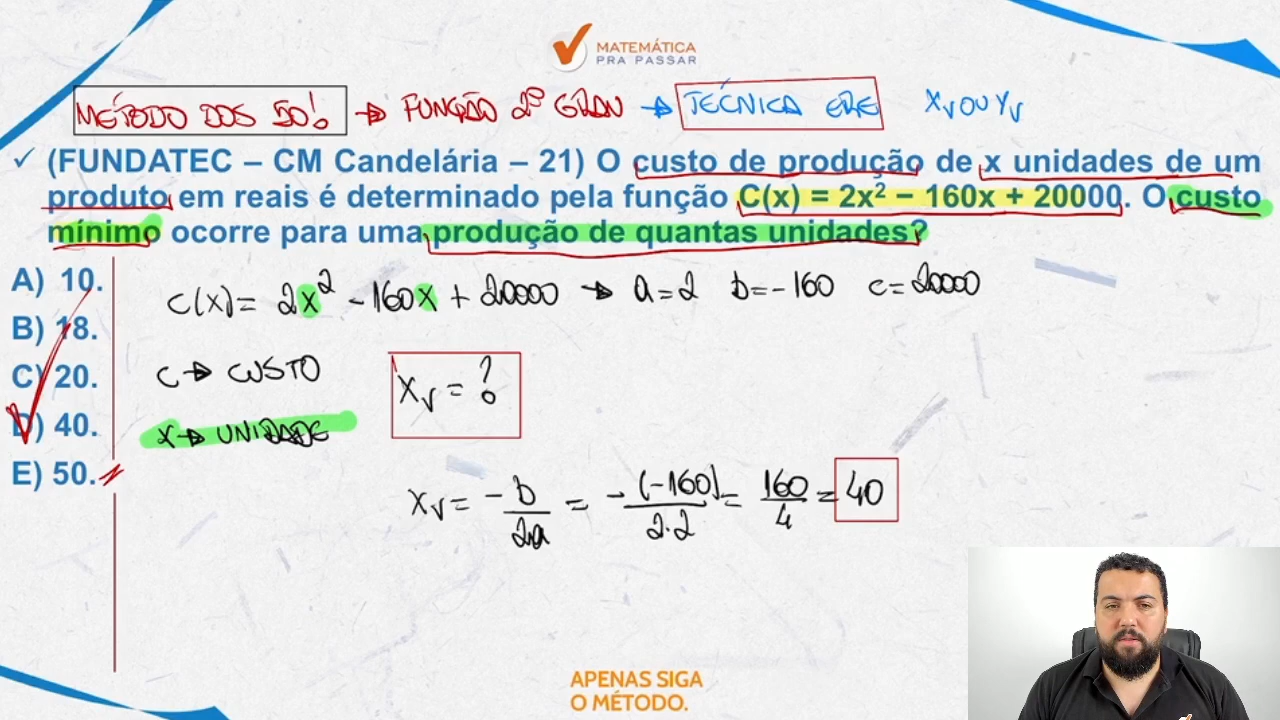 MATEMÁTICA
PRA PASSAR
MÉTODO DOS 50! → FUNÇÃO 2º GRAU → TÉCNICA XV OU YV
✓ (FUNDATEC – CM Candelária – 21) O custo de produção de x unidades de um
produto em reais é determinado pela função C(x) = 2x² − 160x + 20000. O custo
mínimo ocorre para uma produção de quantas unidades?
A) 10.
B) 18.
C) 20.
D) 40.
E) 50.
C(X) = 2x² - 160x + 20000 → a=2 b=-160 c=20000
C → CUSTO
X → UNIDADE
XV = ?
XV = -b/2a = -(-160)/2·2 = 160/4 = 40
APENAS SIGA
O MÉTODO.